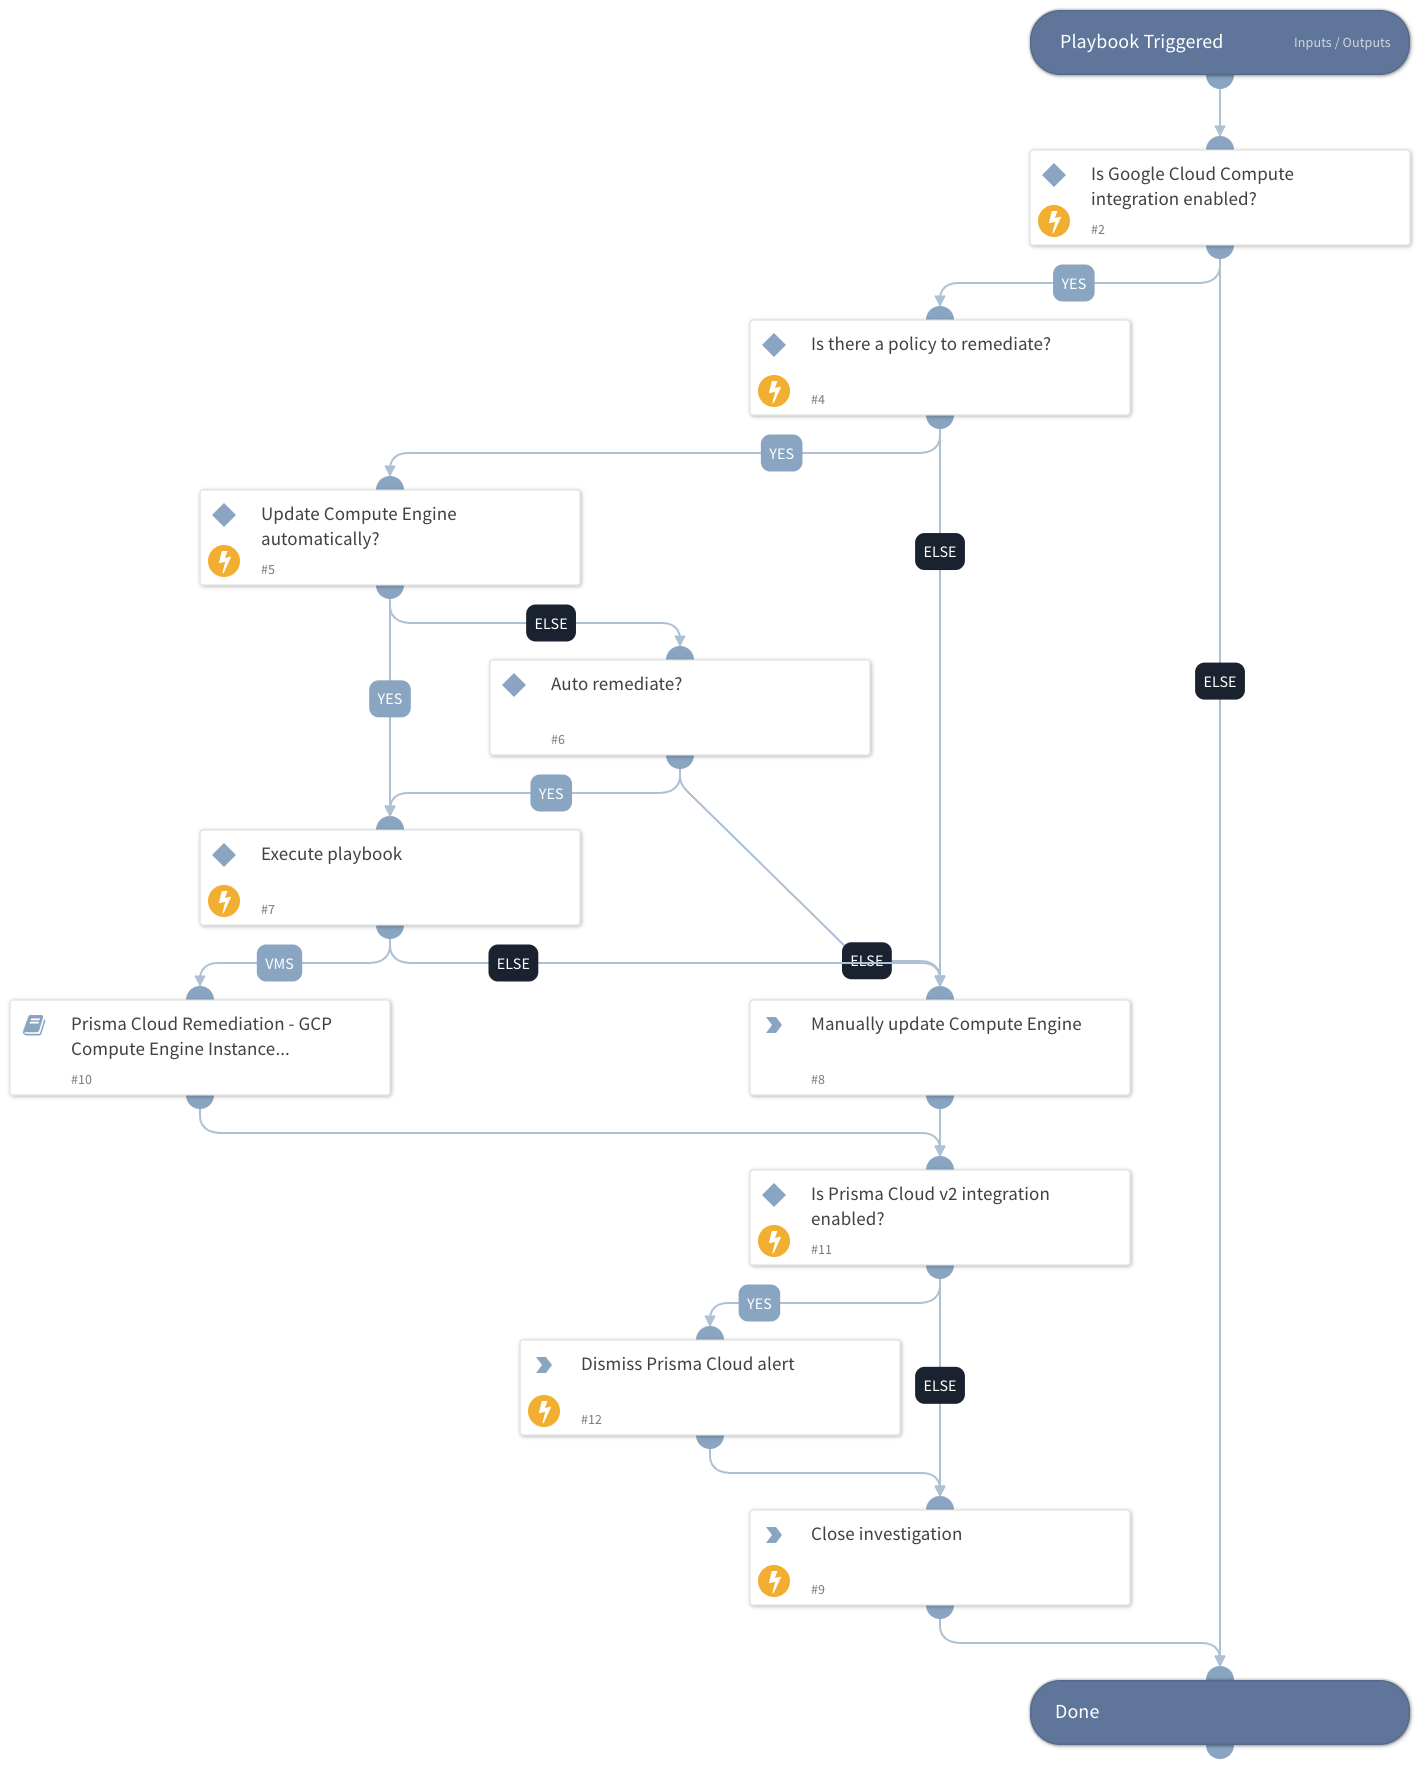 Playbook Triggered
Inputs / Outputs
Is Google Cloud Compute
integration enabled?
#2
YES
Is there a policy to remediate?
#4
YES
Update Compute Engine
automatically?
#5
ELSE
ELSE
Auto remediate?
#6
ELSE
YES
YES
Execute playbook
#7
VMS
ELSE
ELSE
Prisma Cloud Remediation - GCP
Compute Engine Instance...
#10
Manually update Compute Engine
#8
Is Prisma Cloud v2 integration
enabled?
#11
YES
Dismiss Prisma Cloud alert
#12
ELSE
Close investigation
#9
Done